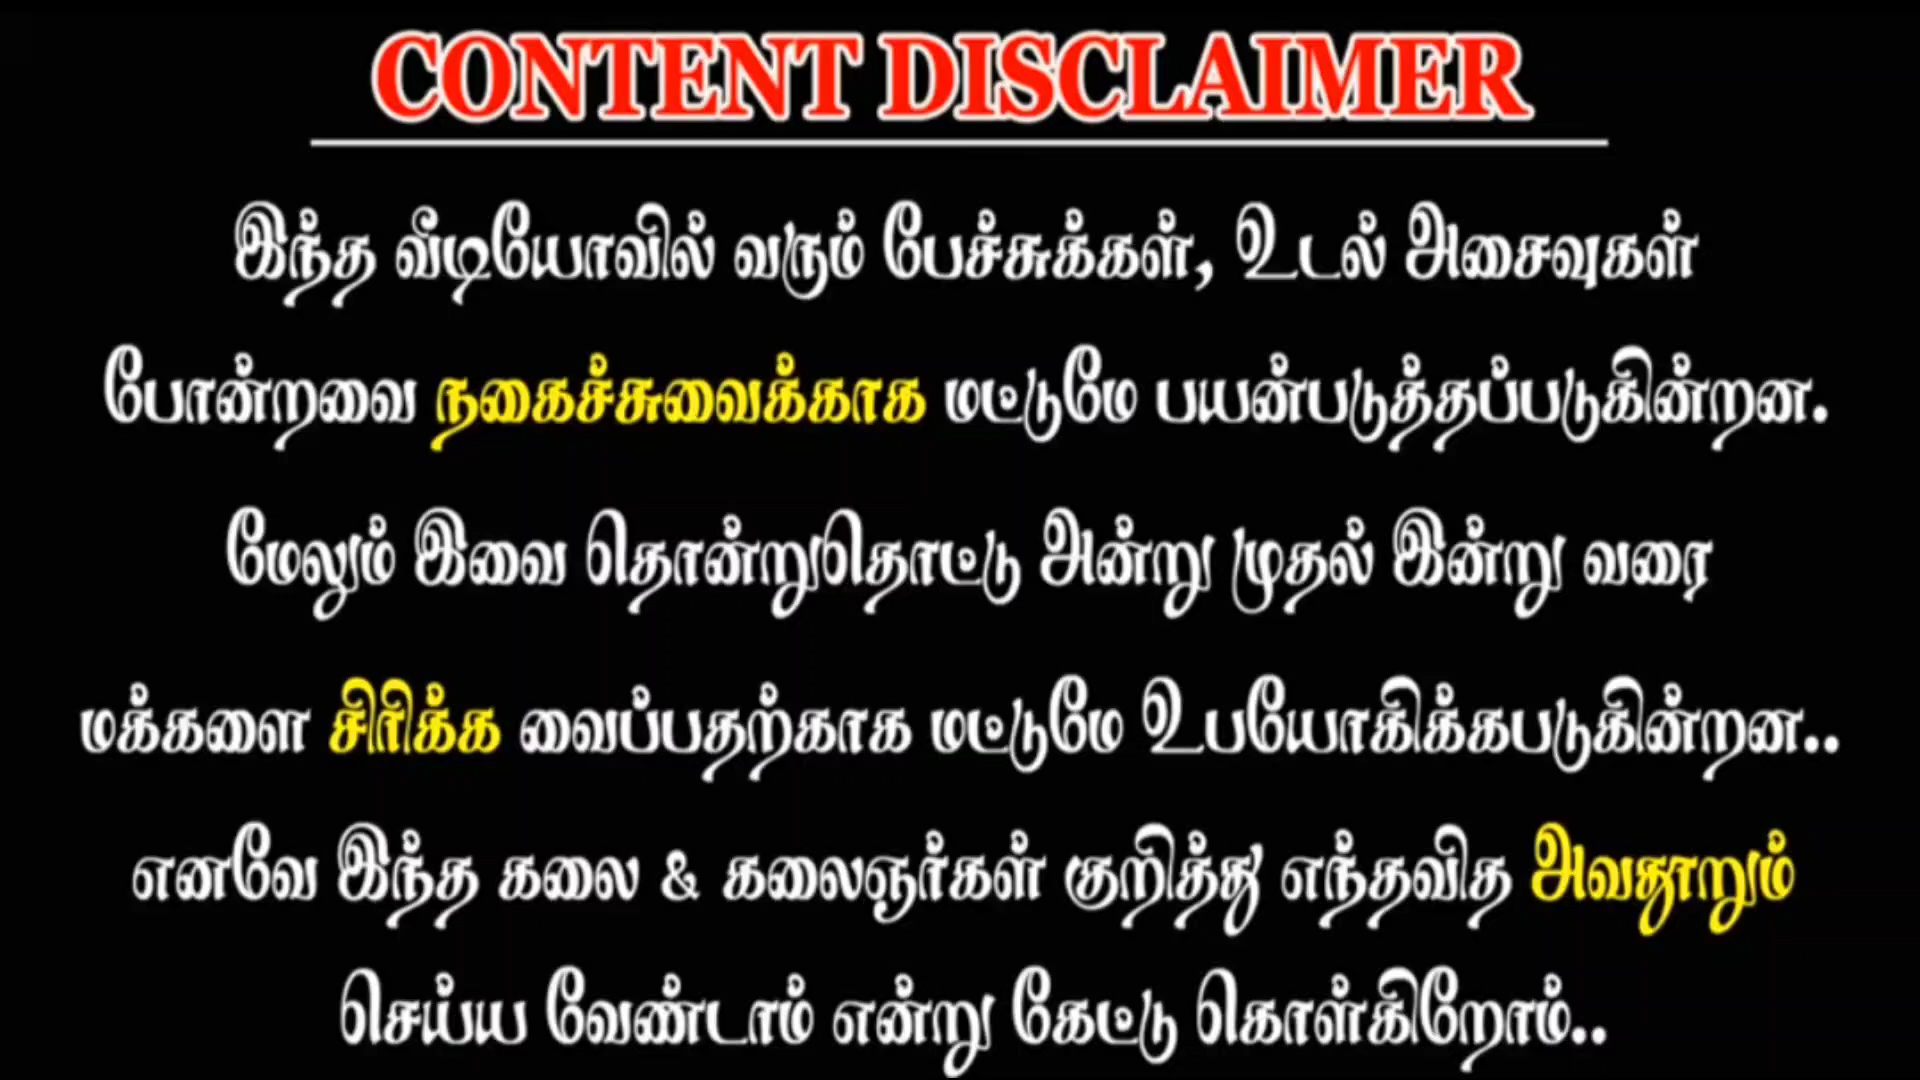 CONTENT DISCLAIMER
இந்த வீடியோவில் வரும் பேச்சுக்கள், உடல் அசைவுகள்
போன்றவை நகைச்சுவைக்காக மட்டுமே பயன்படுத்தப்படுகின்றன.
மேலும் இவை தொன்றுதொட்டு அன்று முதல் இன்று வரை
மக்களை சிரிக்க வைப்பதற்காக மட்டுமே உபயோகிக்கபடுகின்றன..
எனவே இந்த கலை & கலைஞர்கள் குறித்து எந்தவித அவதூறும்
செய்ய வேண்டாம் என்று கேட்டு கொள்கிறோம்..